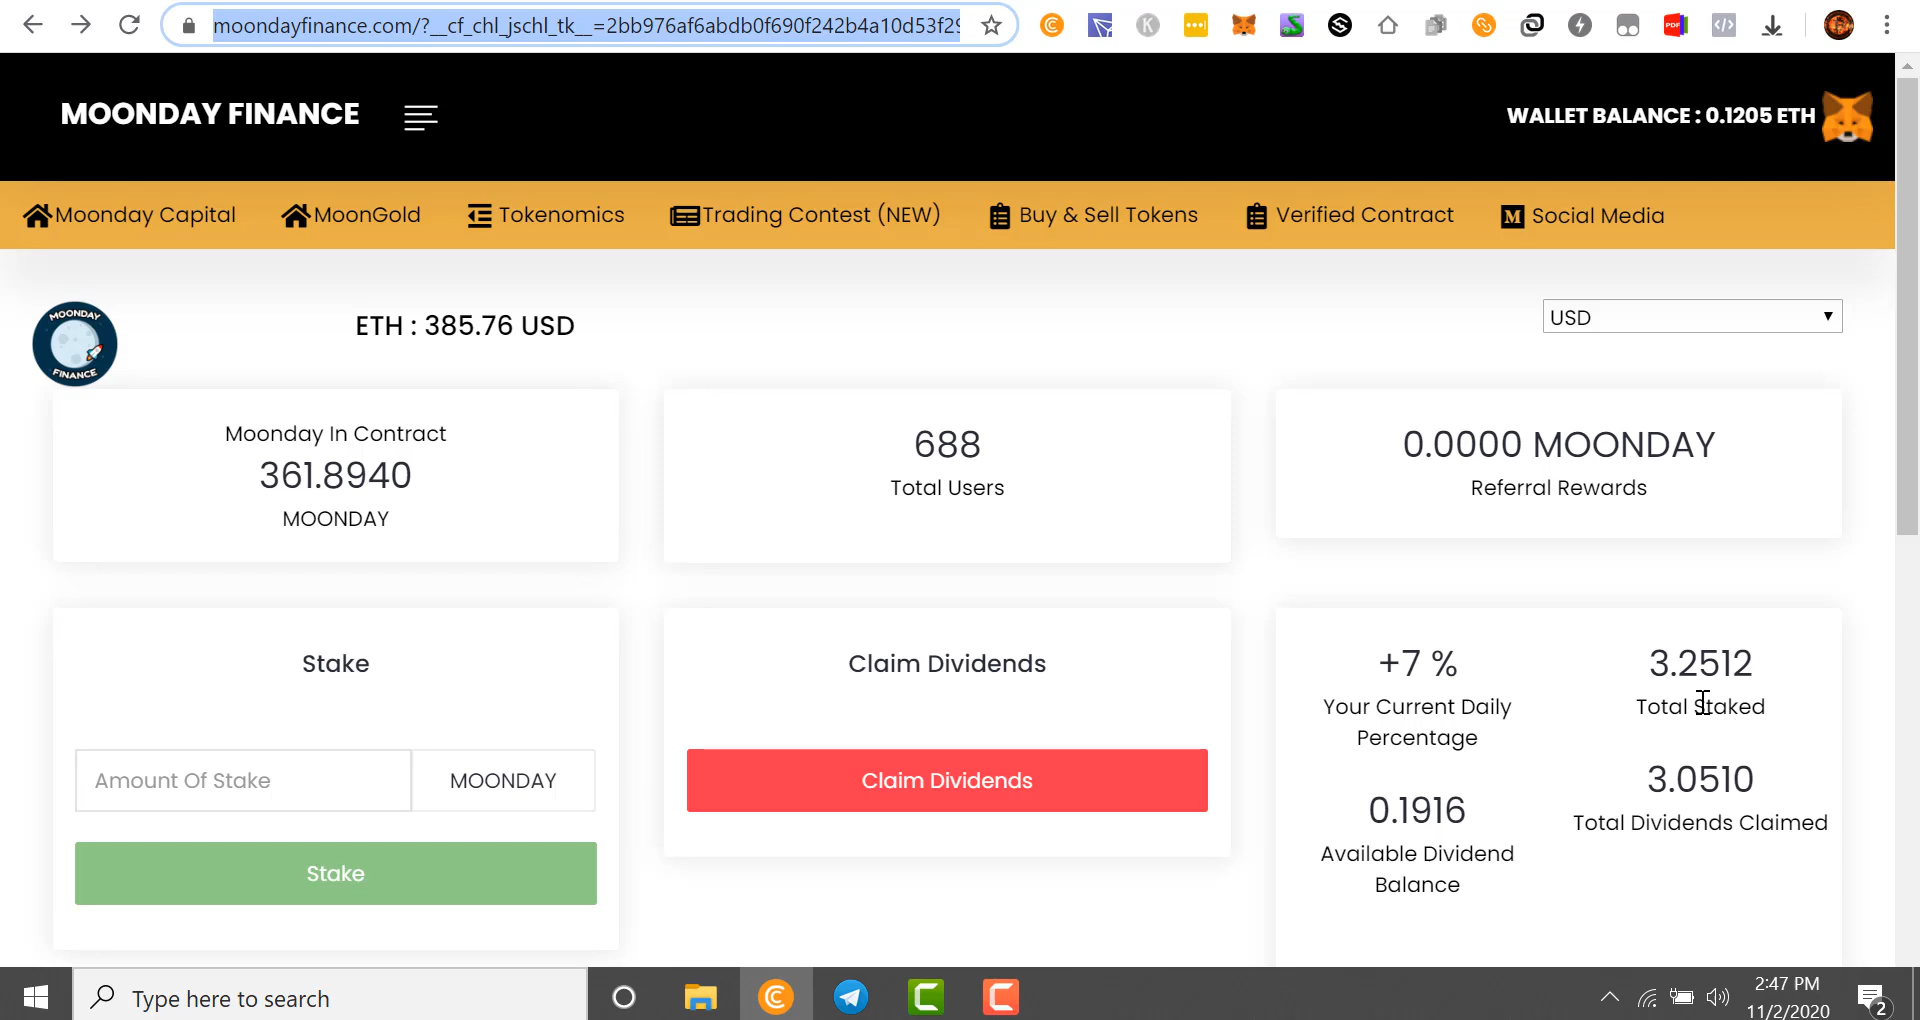 moondayfinance.com/?__cf_chl_jschl_tk__=2bb976af6abdb0f690f242b4a10d53f29
MOONDAY FINANCE
WALLET BALANCE : 0.1205 ETH
Moonday Capital
MoonGold
Tokenomics
Trading Contest (NEW)
Buy & Sell Tokens
Verified Contract
Social Media
MOONDAY
FINANCE
ETH : 385.76 USD
USD
Moonday In Contract
361.8940
MOONDAY
688
Total Users
0.0000 MOONDAY
Referral Rewards
Stake
Amount Of Stake
MOONDAY
Stake
Claim Dividends
Claim Dividends
+7 %
Your Current Daily
Percentage
0.1916
Available Dividend
Balance
3.2512
Total Staked
3.0510
Total Dividends Claimed
Type here to search
2:47 PM
11/2/2020
2